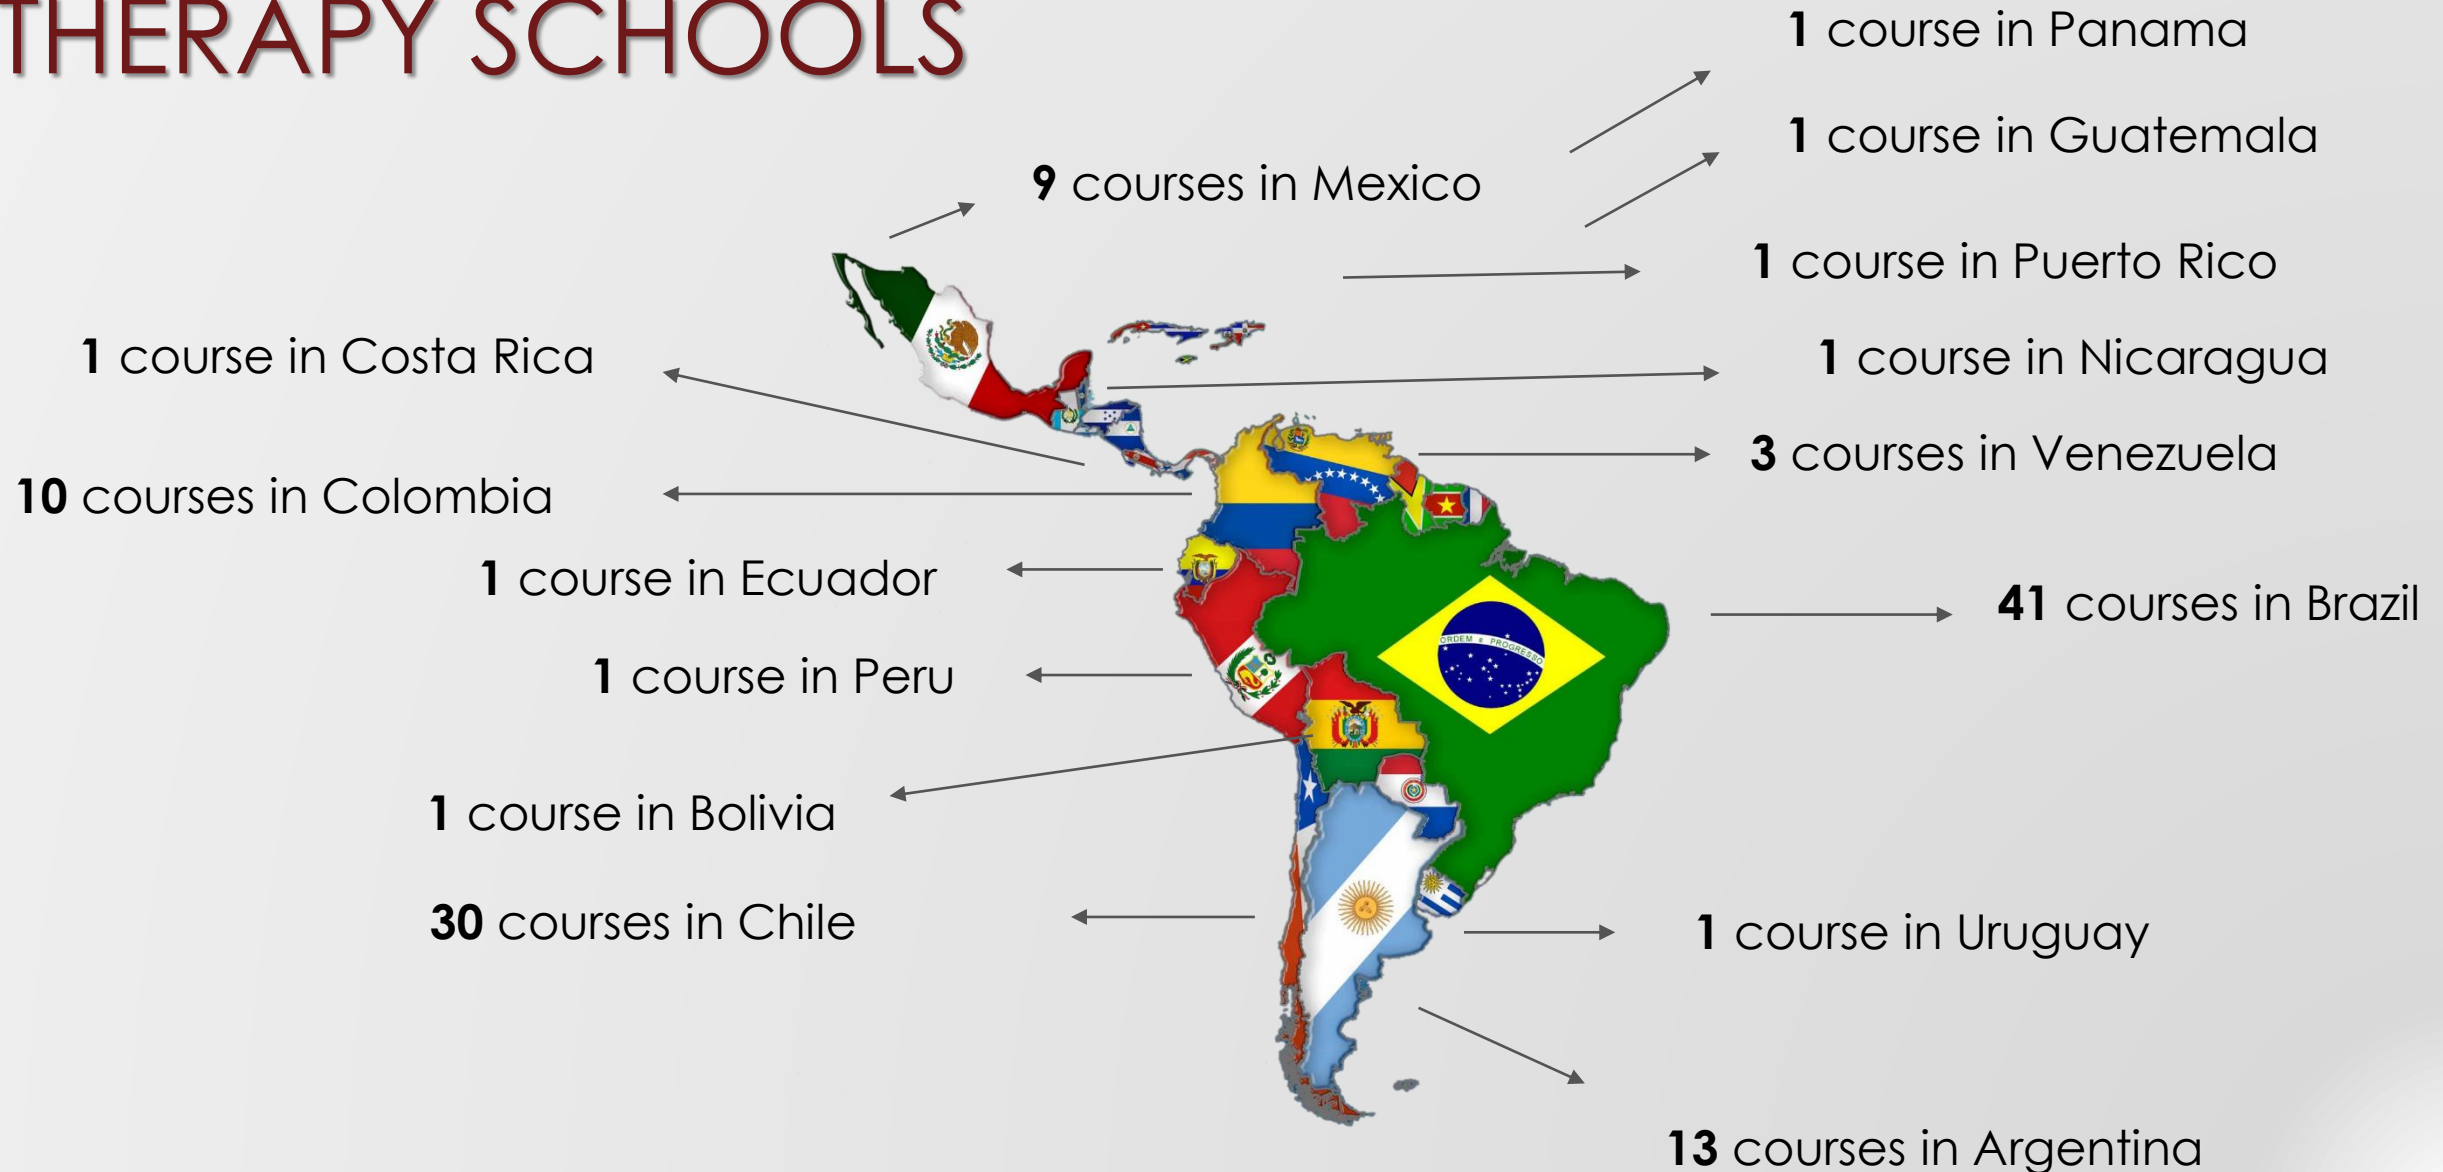 THERAPY SCHOOLS
1 course in Panama
1 course in Guatemala
9 courses in Mexico
1 course in Puerto Rico
1 course in Costa Rica
1 course in Nicaragua
3 courses in Venezuela
10 courses in Colombia
1 course in Ecuador
41 courses in Brazil
ORDEM E PROGRESSO
1 course in Peru
1 course in Bolivia
30 courses in Chile
1 course in Uruguay
13 courses in Argentina